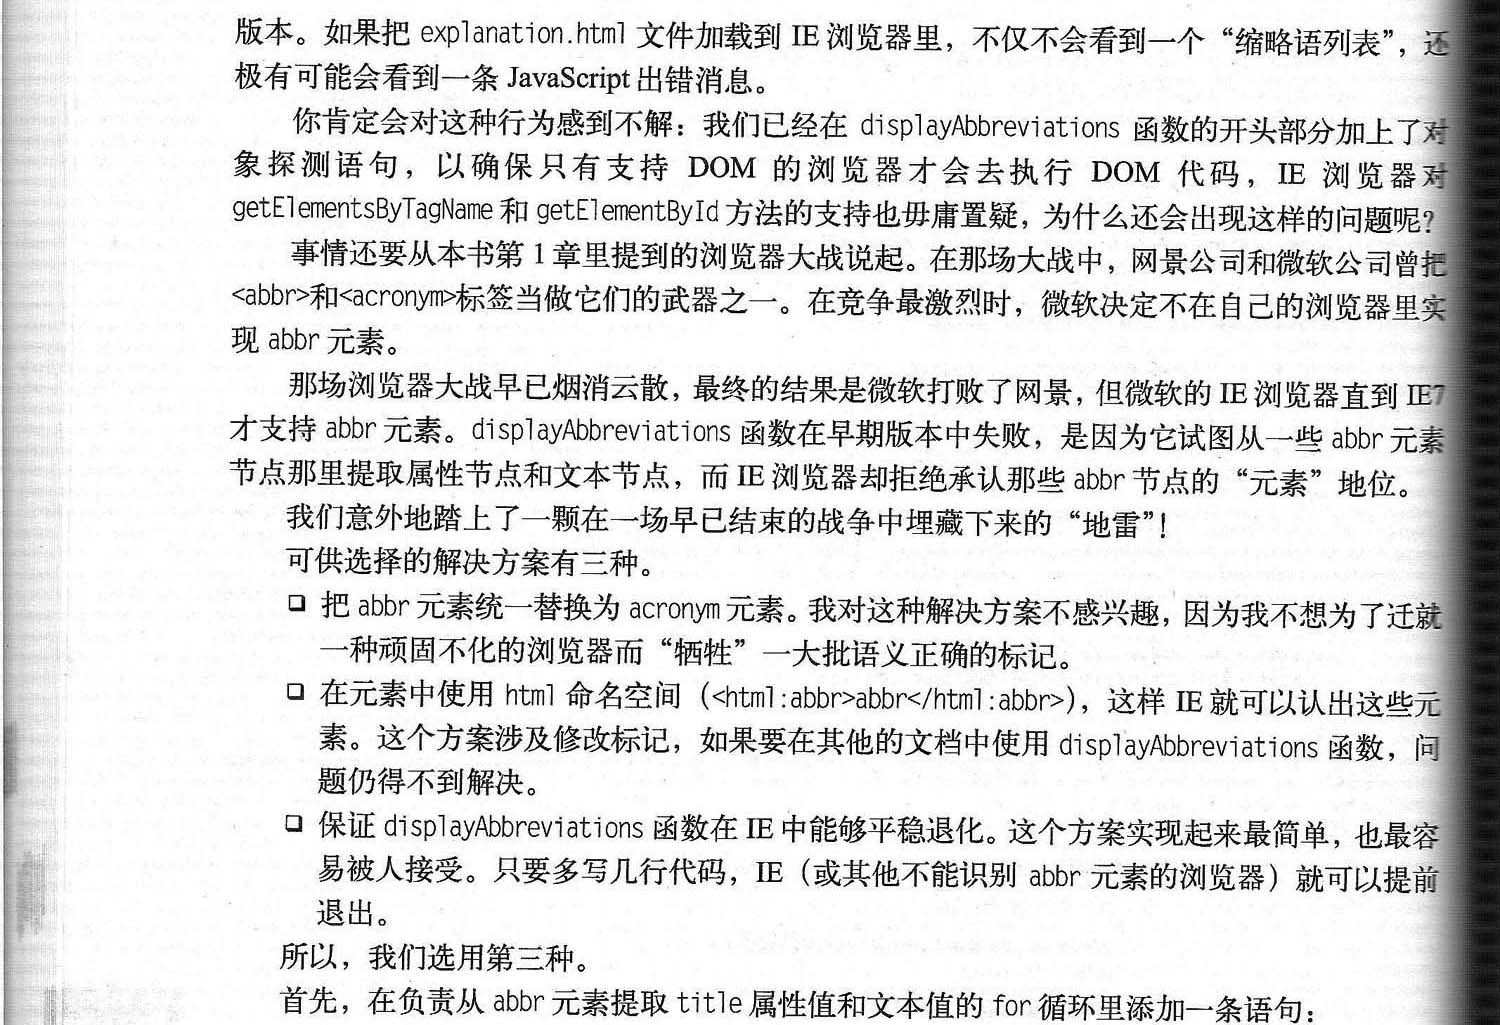 版本。如果把 explanation.html 文件加载到 IE 浏览器里，不仅不会看到一个“缩略语列表”，还
极有可能会看到一条 JavaScript 出错消息。
你肯定会对这种行为感到不解：我们已经在 displayAbbreviations 函数的开头部分加上了对
象探测语句，以确保只有支持 DOM 的浏览器才会去执行 DOM 代码，IE 浏览器对
getElementsByTagName 和 getElementById 方法的支持也毋庸置疑，为什么还会出现这样的问题呢？
事情还要从本书第 1 章里提到的浏览器大战说起。在那场大战中，网景公司和微软公司曾把
<abbr>和<acronym>标签当做它们的武器之一。在竞争最激烈时，微软决定不在自己的浏览器里实
现 abbr 元素。
那场浏览器大战早已烟消云散，最终的结果是微软打败了网景，但微软的 IE 浏览器直到 IE7
才支持 abbr 元素。displayAbbreviations 函数在早期版本中失败，是因为它试图从一些 abbr 元素
节点那里提取属性节点和文本节点，而 IE 浏览器却拒绝承认那些 abbr 节点的“元素”地位。
我们意外地踏上了一颗在一场早已结束的战争中埋藏下来的“地雷”！
可供选择的解决方案有三种。
❑ 把 abbr 元素统一替换为 acronym 元素。我对这种解决方案不感兴趣，因为我不想为了迁就
一种顽固不化的浏览器而“牺牲”一大批语义正确的标记。
❑ 在元素中使用 html 命名空间（<html:abbr>abbr</html:abbr>），这样 IE 就可以认出这些元
素。这个方案涉及修改标记，如果要在其他的文档中使用 displayAbbreviations 函数，问
题仍得不到解决。
❑ 保证 displayAbbreviations 函数在 IE 中能够平稳退化。这个方案实现起来最简单，也最容
易被人接受。只要多写几行代码，IE（或其他不能识别 abbr 元素的浏览器）就可以提前
退出。
所以，我们选用第三种。
首先，在负责从 abbr 元素提取 title 属性值和文本值的 for 循环里添加一条语句：